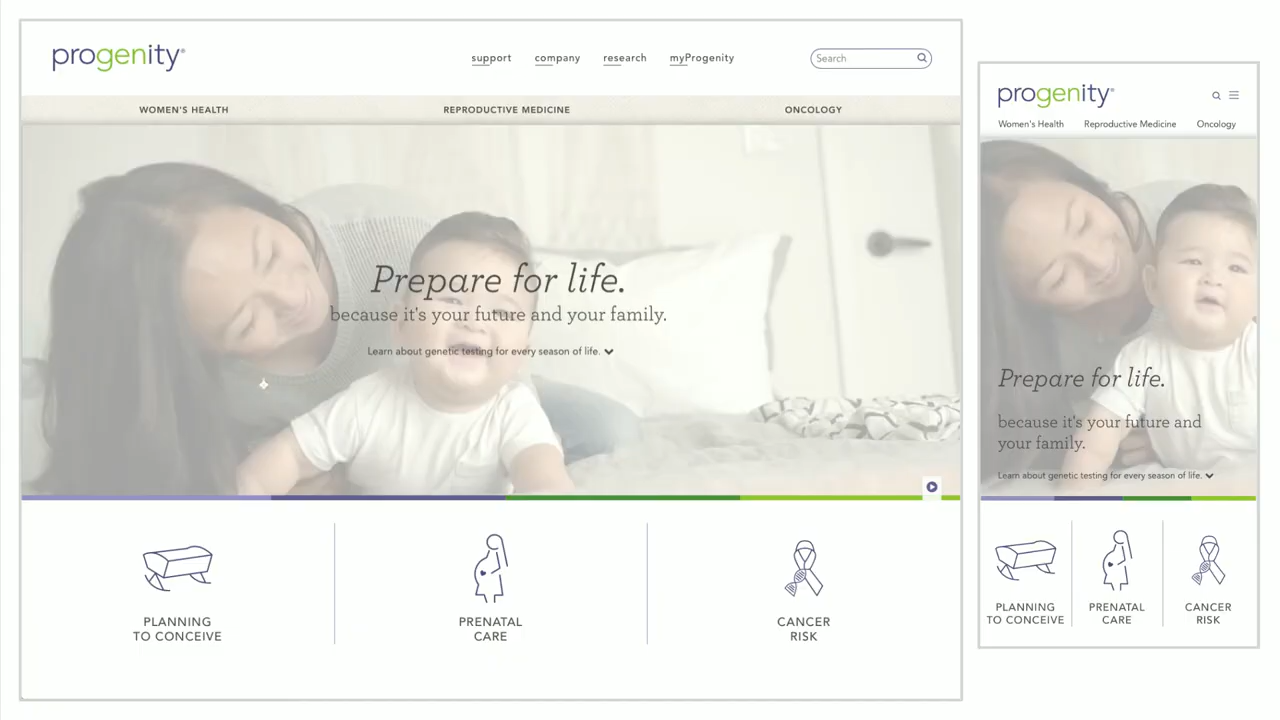 progenity®
support company research myProgenity
Search
WOMEN'S HEALTH REPRODUCTIVE MEDICINE ONCOLOGY
Prepare for life.
because it's your future and your family.
Learn about genetic testing for every season of life.
PLANNING
TO CONCEIVE
PRENATAL
CARE
CANCER
RISK
progenity®
Women's Health Reproductive Medicine Oncology
Prepare for life.
because it's your future and
your family.
Learn about genetic testing for every season of life.
PLANNING
TO CONCEIVE
PRENATAL
CARE
CANCER
RISK